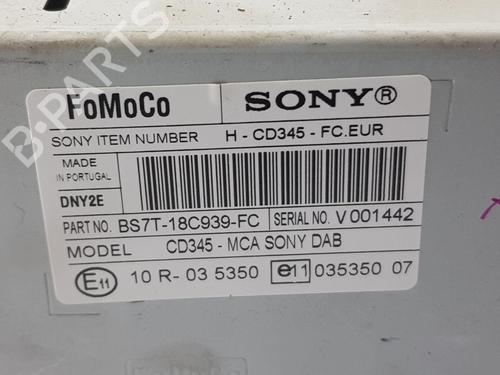 FoMoCo SONY®
SONY ITEM NUMBER H - CD345 - FC.EUR
MADE
IN PORTUGAL
DNY2E
PART NO. BS7T-18C939-FC SERIAL NO. V 001442
MODEL CD345 - MCA SONY DAB
E11 10 R- 03 5350 e11 035350 07
B-PARTS